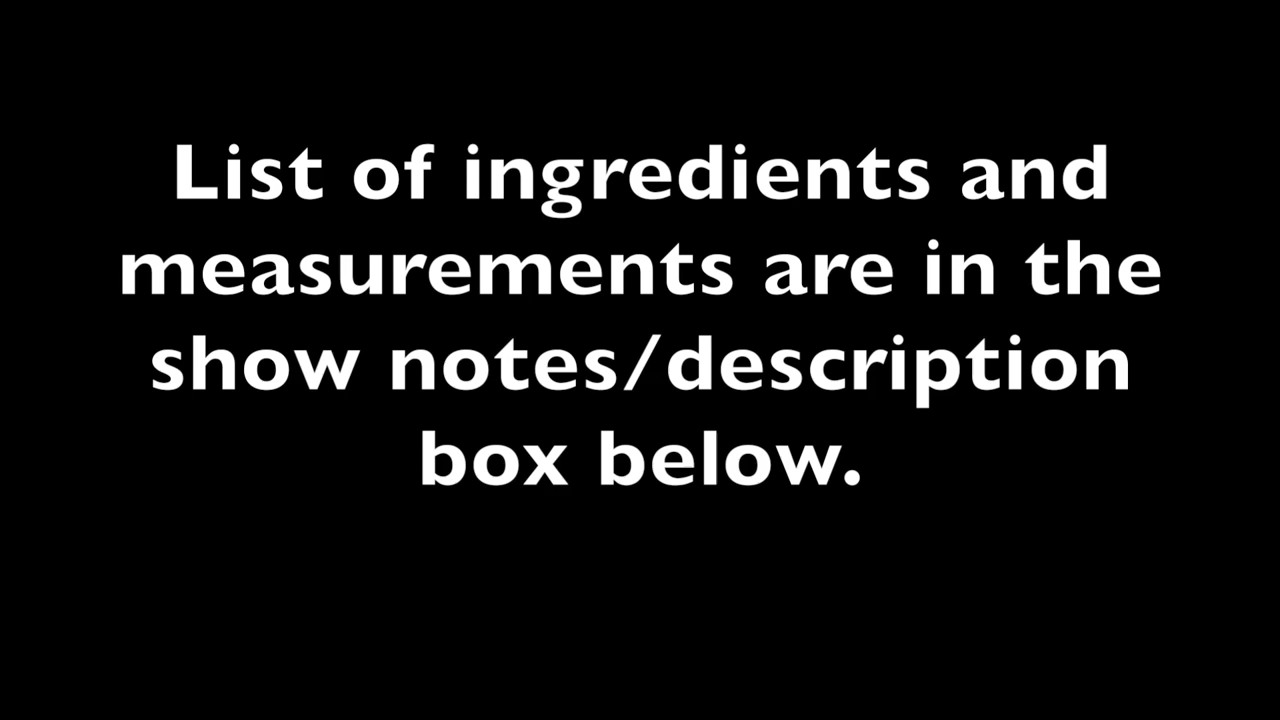 List of ingredients and
measurements are in the
show notes/description
box below.